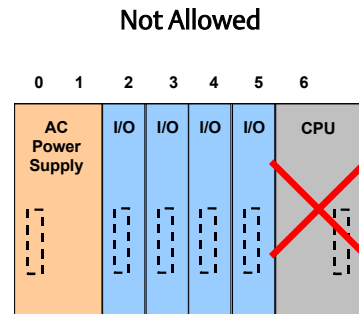 Not Allowed
0 1 2 3 4 5 6
AC I/O I/O I/O I/O CPU
Power
Supply